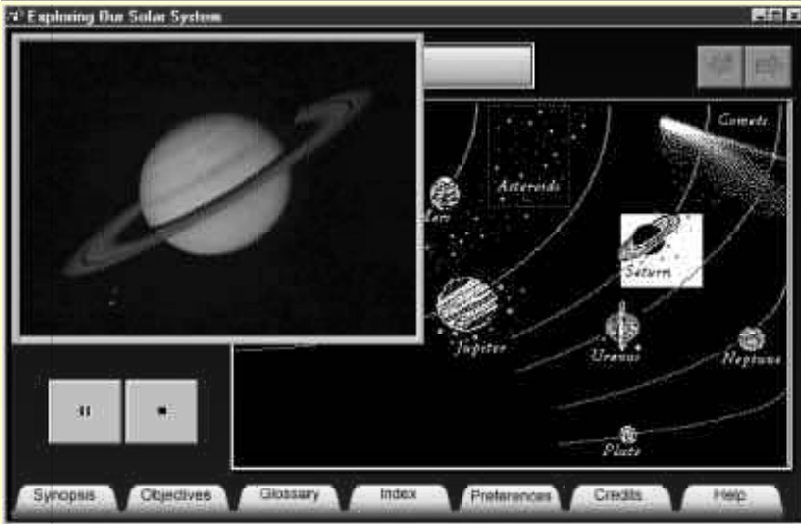 Exploring Our Solar System
Comets
Asteroids
Saturn
Jupiter
Uranus
Neptune
Pluto
Synopsis
Objectives
Glossary
Index
Preferences
Credits
Help